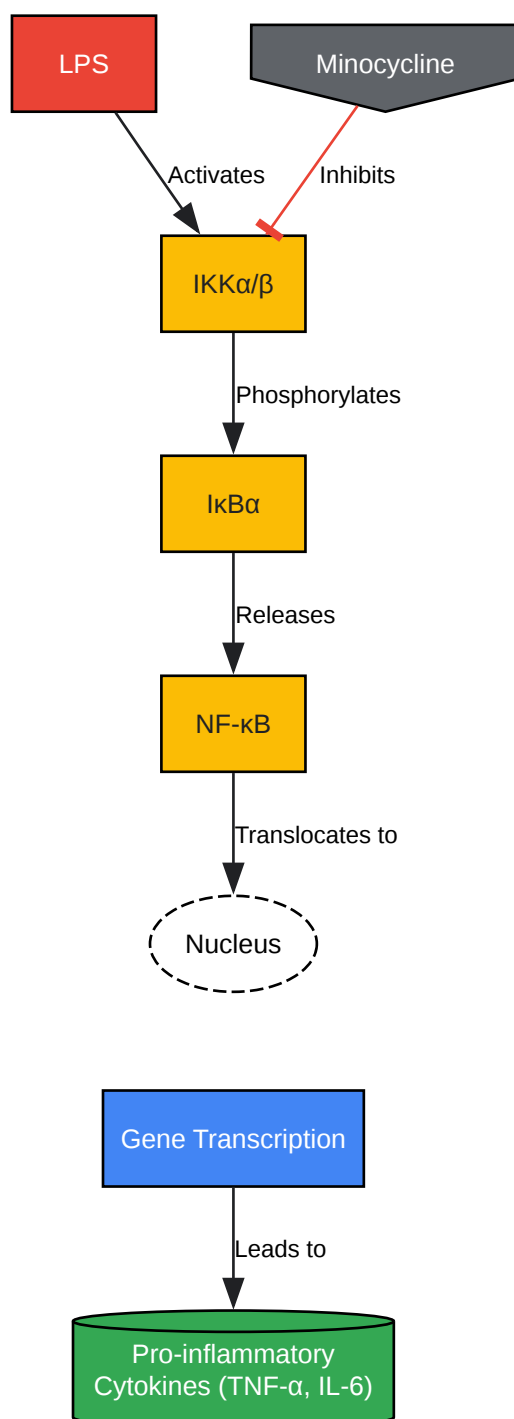 LPS
Minocycline
Activates
Inhibits
IKKα/β
Phosphorylates
IκBα
Releases
NF-κB
Translocates to
Nucleus
Gene Transcription
Leads to
Pro-inflammatory
Cytokines (TNF-α, IL-6)